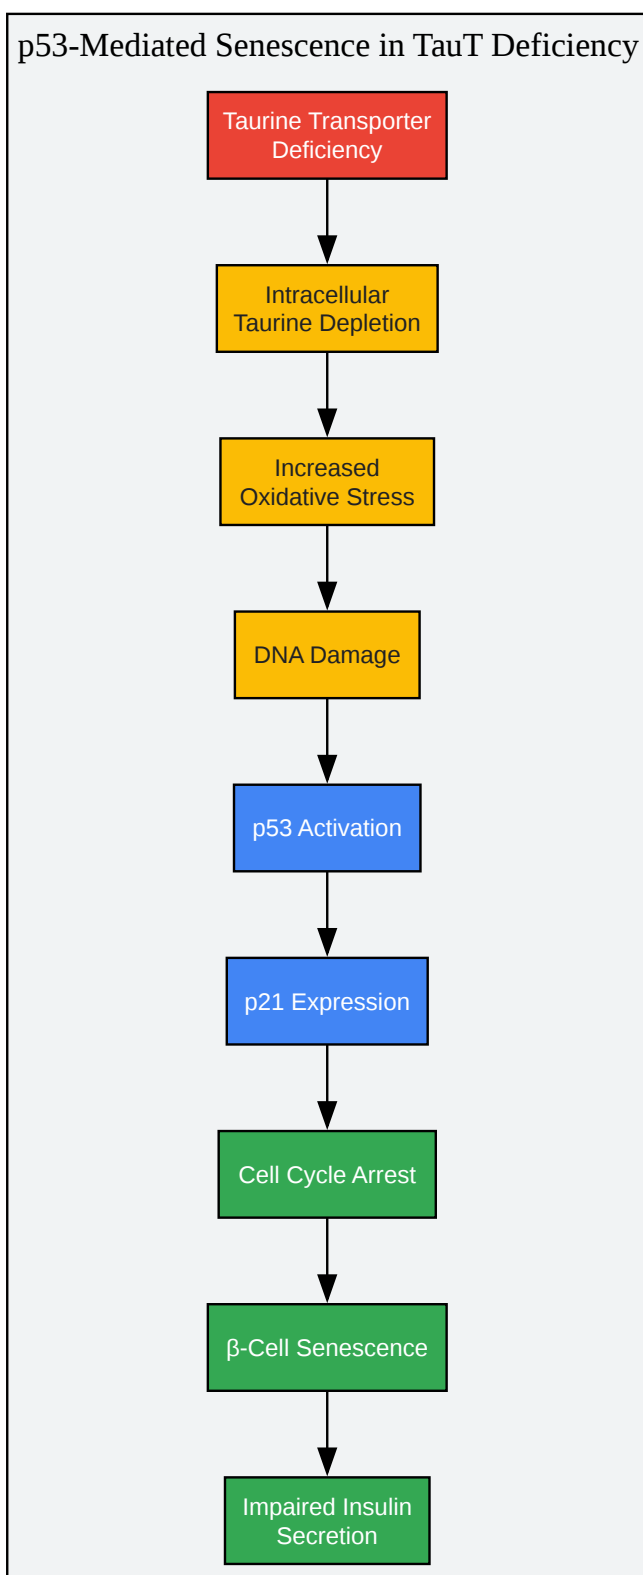 p53-Mediated Senescence in TauT Deficiency
Taurine Transporter
Deficiency
Intracellular
Taurine Depletion
Increased
Oxidative Stress
DNA Damage
p53 Activation
p21 Expression
Cell Cycle Arrest
β-Cell Senescence
Impaired Insulin
Secretion